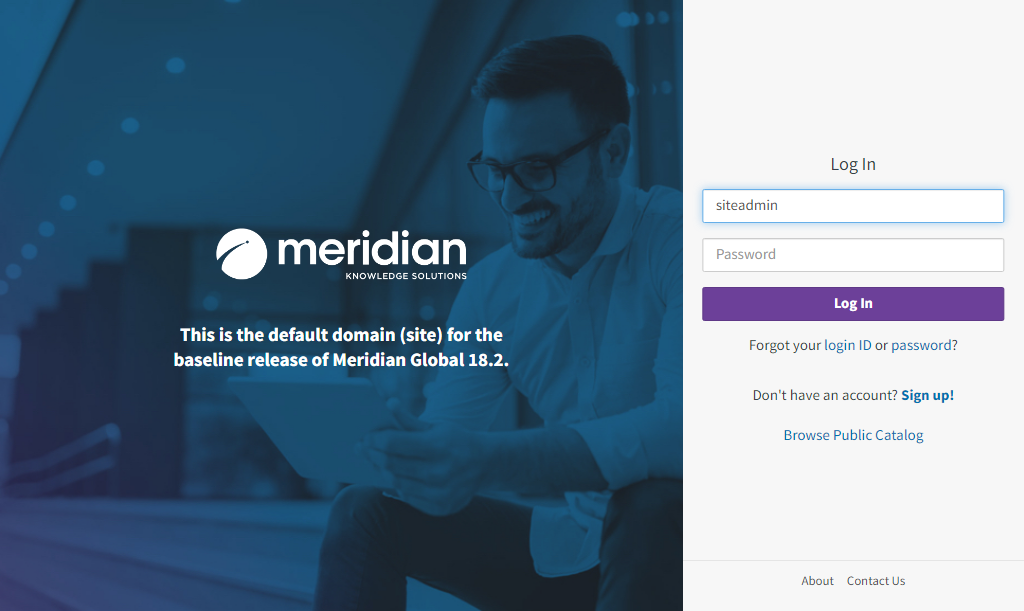 meridian
KNOWLEDGE SOLUTIONS
This is the default domain (site) for the
baseline release of Meridian Global 18.2.
Log In
siteadmin
Password
Log In
Forgot your login ID or password?
Don't have an account? Sign up!
Browse Public Catalog
About Contact Us